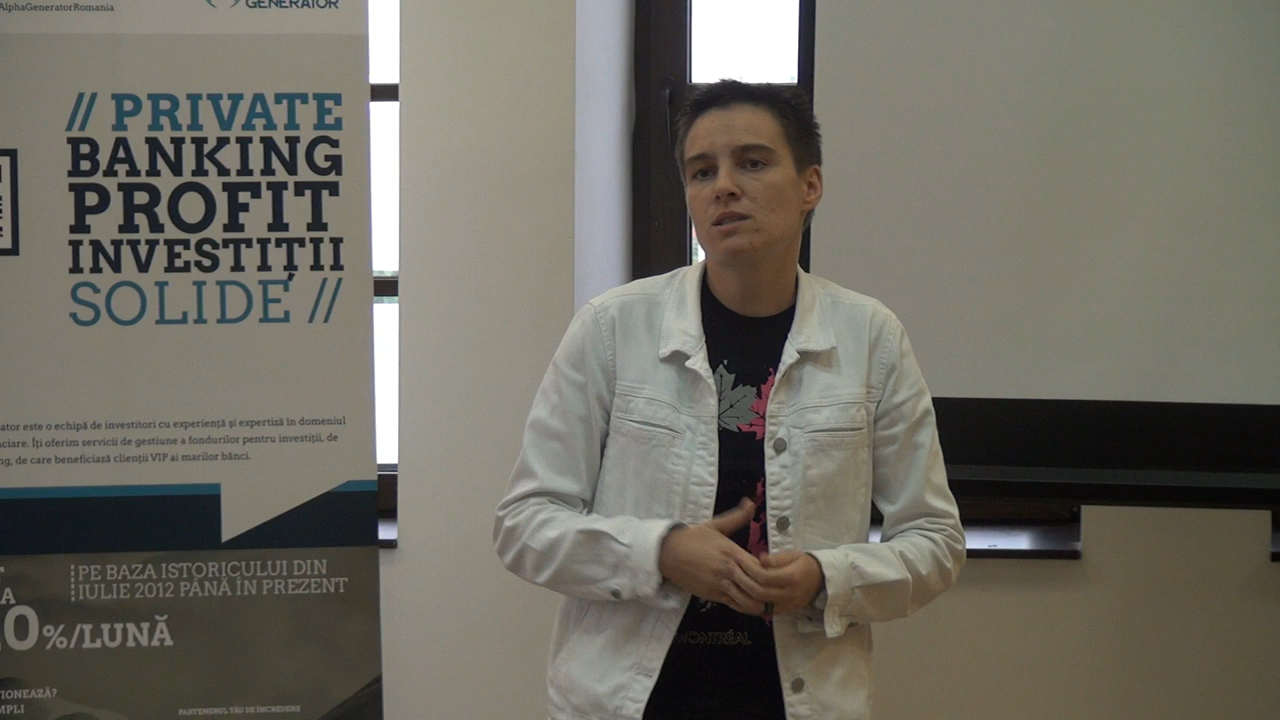 AlphaGeneratorRomania
GENERATOR
// PRIVATE
BANKING
PROFIT
INVESTIȚII
SOLIDE //
ator este o echipă de investitori cu experiență și expertiză în domeniul
nciare. Îți oferim servicii de gestiune a fondurilor pentru investiții, de
ng, de care beneficiază clienții VIP ai marilor bănci.
PE BAZA ISTORICULUI DIN
IULIE 2012 PÂNĂ ÎN PREZENT
0%/LUNĂ
ȚIONEAZĂ?
MPLI
PARTENERUL TĂU DE ÎNCREDERE
MONTRÉAL